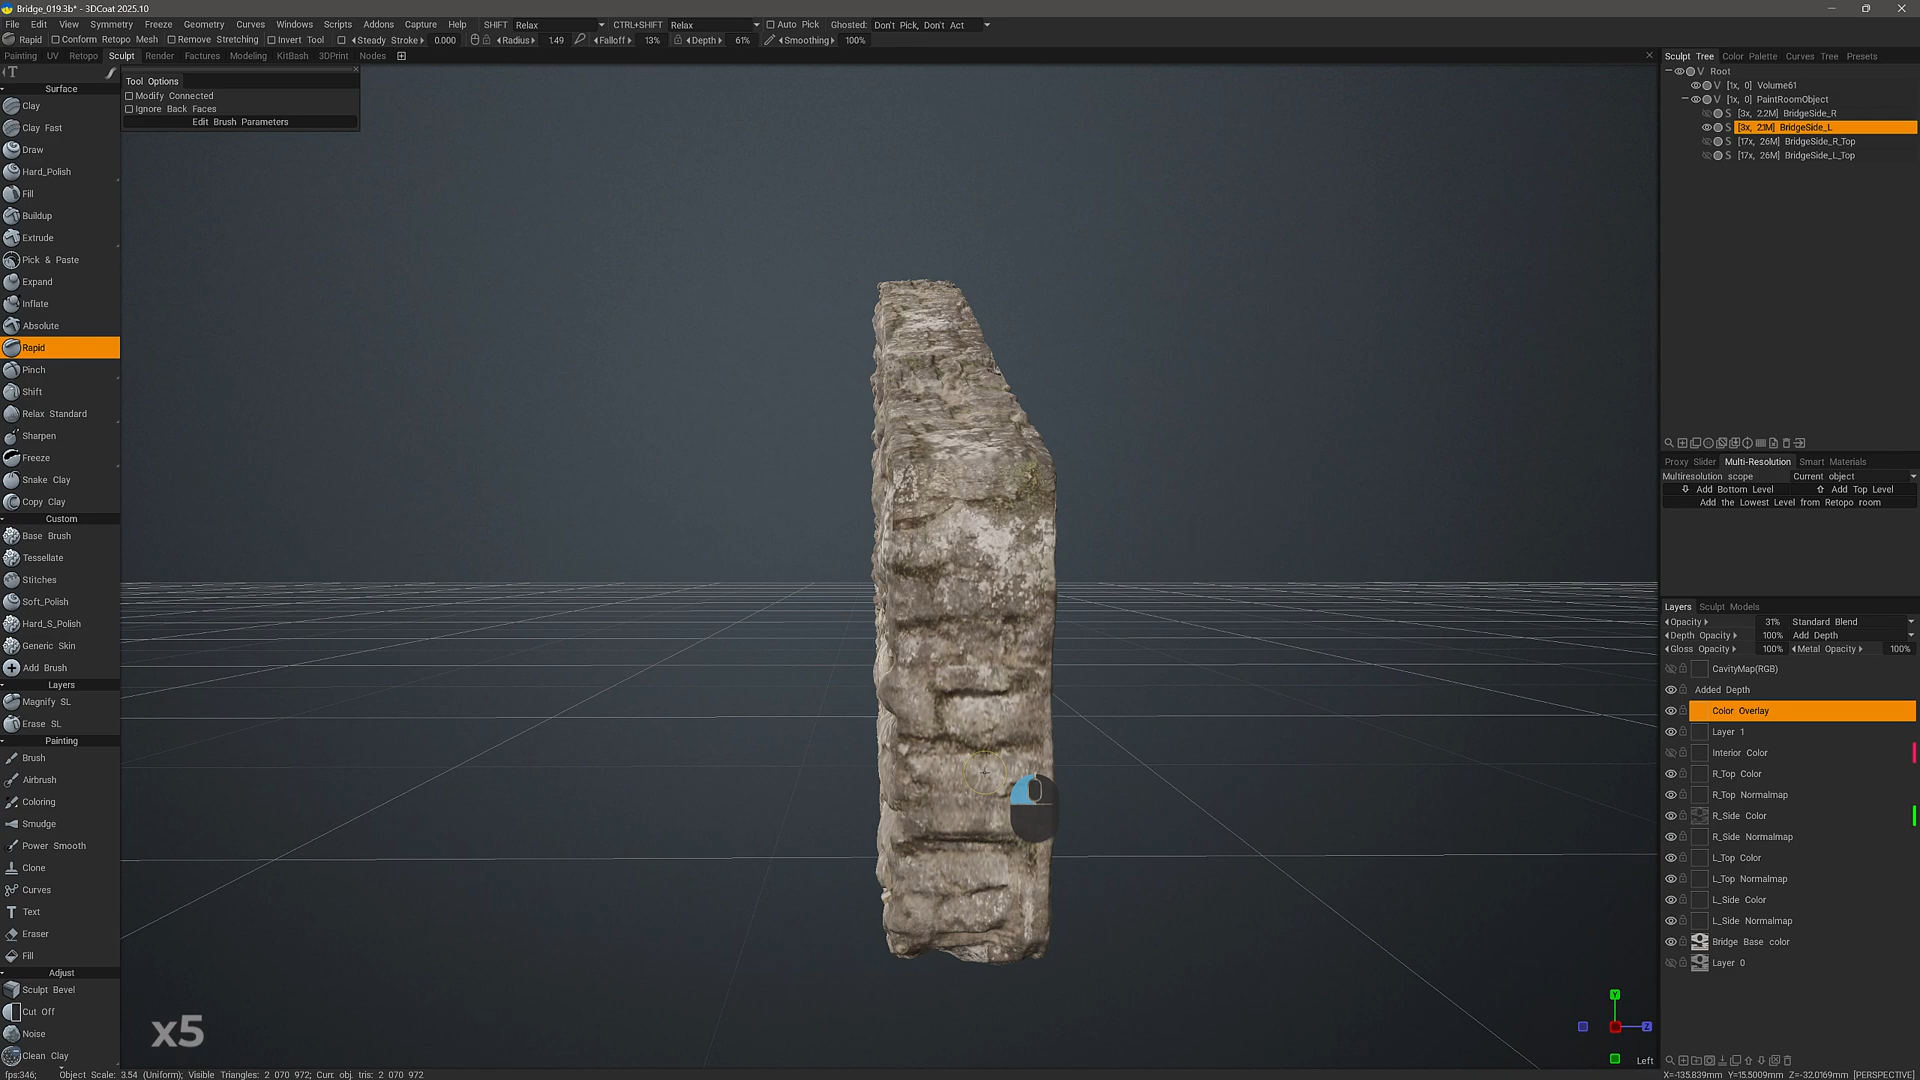 Bridge_019.3b* - 3DCoat 2025.10
File Edit View Symmetry Freeze Geometry Bridges Curves Windows Scripts Addons Capture Help SHIFT Relax CTRL+SHIFT Relax Auto Pick Ghosted: Don't Pick, Don't Act
Rapid Conform Retopo Mesh Remove Stretching Invert Tool Steady Stroke 0.000 Radius 1.49 Falloff 13% Depth 61% Smoothing 100%
Painting UV Retopo Sculpt Render Factures Modeling KitBash 3DPrint Nodes
Surface
Clay
Clay Fast
Draw
Hard_Polish
Fill
Buildup
Extrude
Pick & Paste
Expand
Inflate
Absolute
Rapid
Pinch
Shift
Relax Standard
Sharpen
Freeze
Snake Clay
Copy Clay
Custom
Base Brush
Tessellate
Stitches
Soft_Polish
Hard_S_Polish
Generic Skin
Add Brush
Layers
Magnify SL
Erase SL
Painting
Brush
Airbrush
Coloring
Smudge
Power Smooth
Clone
Curves
Text
Eraser
Fill
Adjust
Sculpt Bevel
Cut Off
Noise
Clean Clay
Tool Options
Modify Connected
Ignore Back Faces
Edit Brush Parameters
x5
Y
Z
Left
Sculpt Tree Color Palette Curves Tree Presets
V Root
V [1x, 0] Volume61
V [1x, 0] PaintRoomObject
S [3x, 2.2M] BridgeSide_R
S [3x, 2.1M] BridgeSide_L
S [17x, 26M] BridgeSide_R_Top
S [17x, 26M] BridgeSide_L_Top
Proxy Slider Multi-Resolution Smart Materials
Multiresolution scope Current object
Add Bottom Level Add Top Level
Add the Lowest Level from Retopo room
Layers Sculpt Models
Opacity 31% Standard Blend
Depth Opacity 100% Add Depth
Gloss Opacity 100% Metal Opacity 100%
CavityMap(RGB)
Added Depth
Color Overlay
Layer 1
Interior Color
R_Top Color
R_Top Normalmap
R_Side Color
R_Side Normalmap
L_Top Color
L_Top Normalmap
L_Side Color
L_Side Normalmap
Bridge Base color
Layer 0
fps:346; Object Scale: 3.54 (Uniform); Visible Triangles: 2 070 972; Curr. obj. tris: 2 070 972
X=-135.839mm Y=15.5009mm Z=-32.0169mm [PERSPECTIVE]